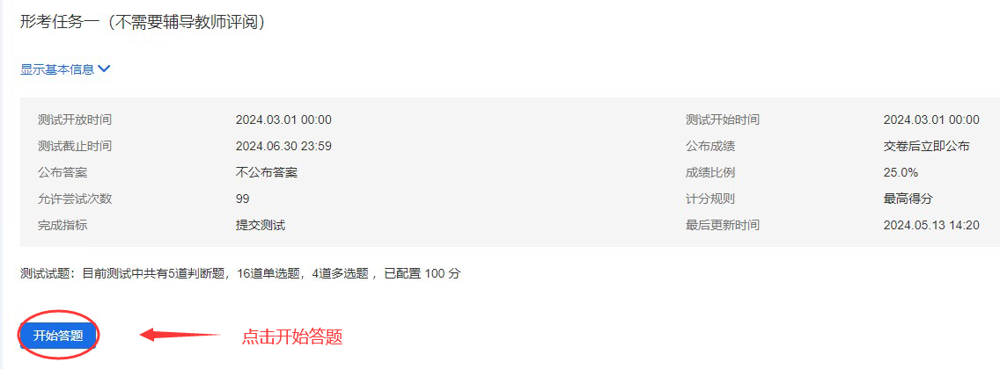 形考任务一（不需要辅导教师评阅）
显示基本信息
测试开放时间 2024.03.01 00:00 测试开始时间 2024.03.01 00:00
测试截止时间 2024.06.30 23:59 公布成绩 交卷后立即公布
公布答案 不公布答案 成绩比例 25.0%
允许尝试次数 99 计分规则 最高得分
完成指标 提交测试 最后更新时间 2024.05.13 14:20
测试试题：目前测试中共有5道判断题，16道单选题，4道多选题 ，已配置 100 分
开始答题 点击开始答题